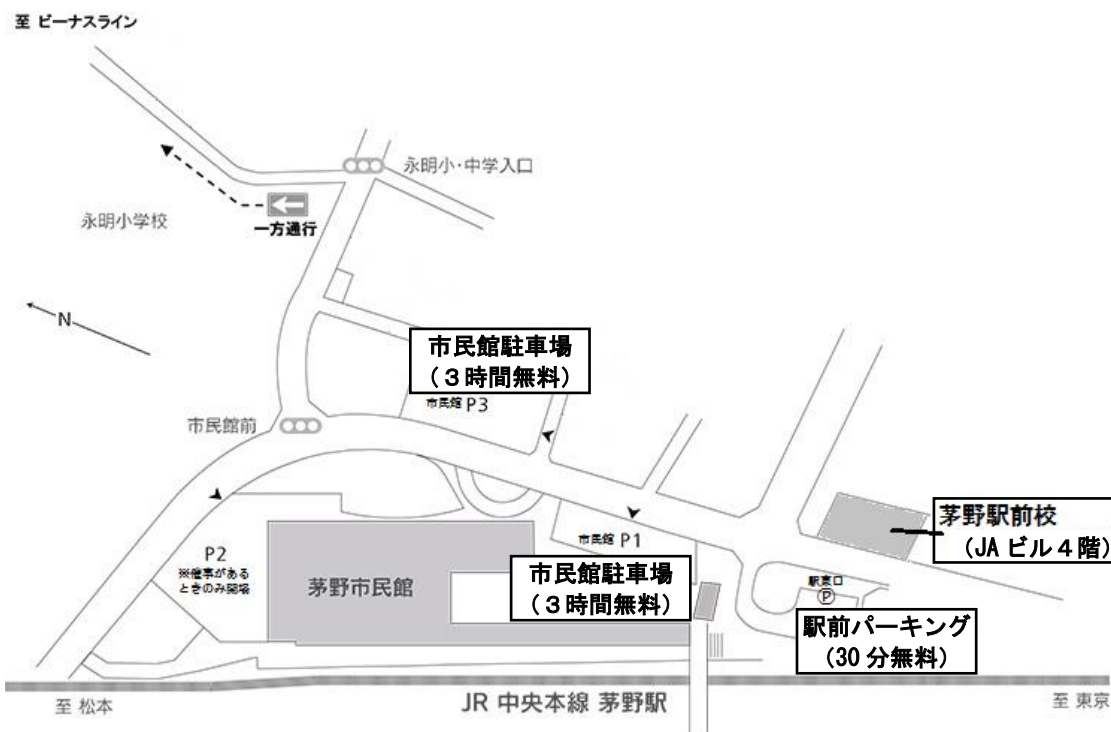 至 ビーナスライン
永明小・中学入口
永明小学校
一方通行
N
市民館駐車場
（３時間無料）
市民館 P3
市民館前
茅野駅前校
（JA ビル４階）
市民館 P1
P2
※催事がある
ときのみ開場
茅野市民館
市民館駐車場
（３時間無料）
駅東口
P
駅前パーキング
（30 分無料）
至 松本
JR 中央本線 茅野駅
至 東京